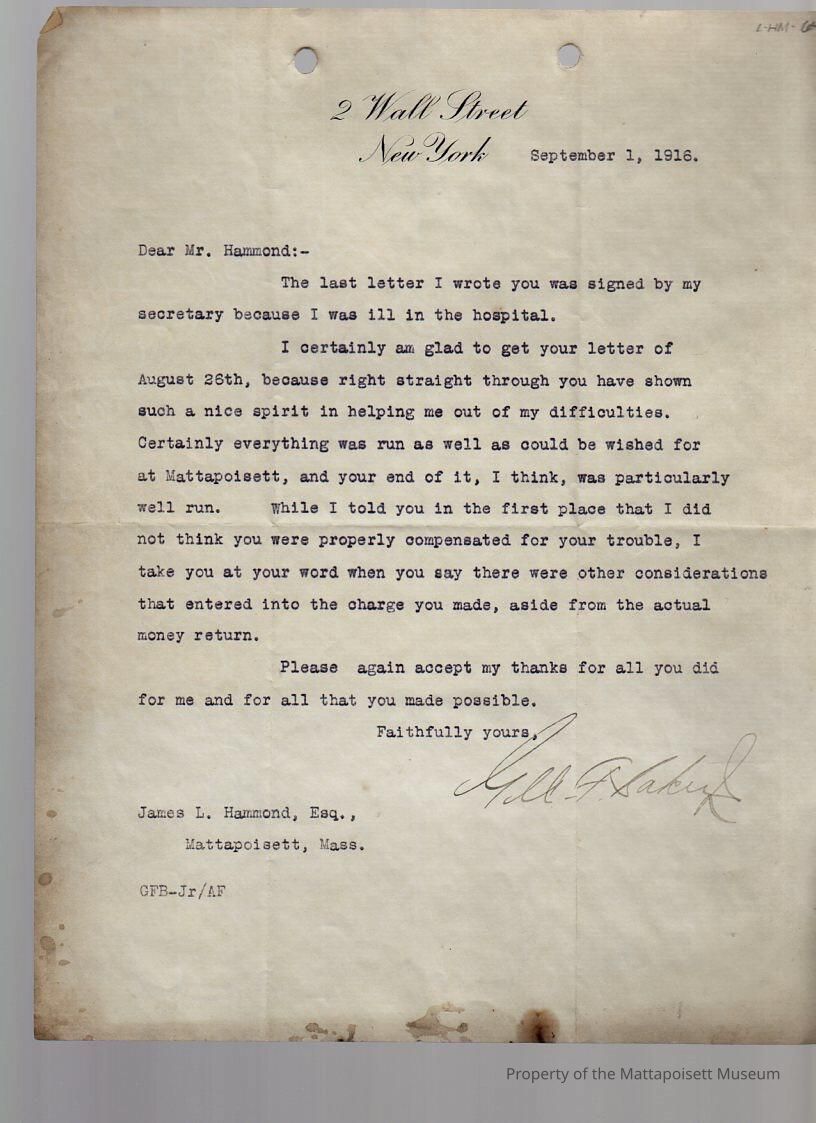 L-HM-
2 Wall Street
New York September 1, 1916.
Dear Mr. Hammond:-
The last letter I wrote you was signed by my
secretary because I was ill in the hospital.
I certainly am glad to get your letter of
August 26th, because right straight through you have shown
such a nice spirit in helping me out of my difficulties.
Certainly everything was run as well as could be wished for
at Mattapoisett, and your end of it, I think, was particularly
well run. While I told you in the first place that I did
not think you were properly compensated for your trouble, I
take you at your word when you say there were other considerations
that entered into the charge you made, aside from the actual
money return.
Please again accept my thanks for all you did
for me and for all that you made possible.
Faithfully yours,
F. Baker Jr
James L. Hammond, Esq.,
Mattapoisett, Mass.
GFB-Jr/AF
Property of the Mattapoisett Museum